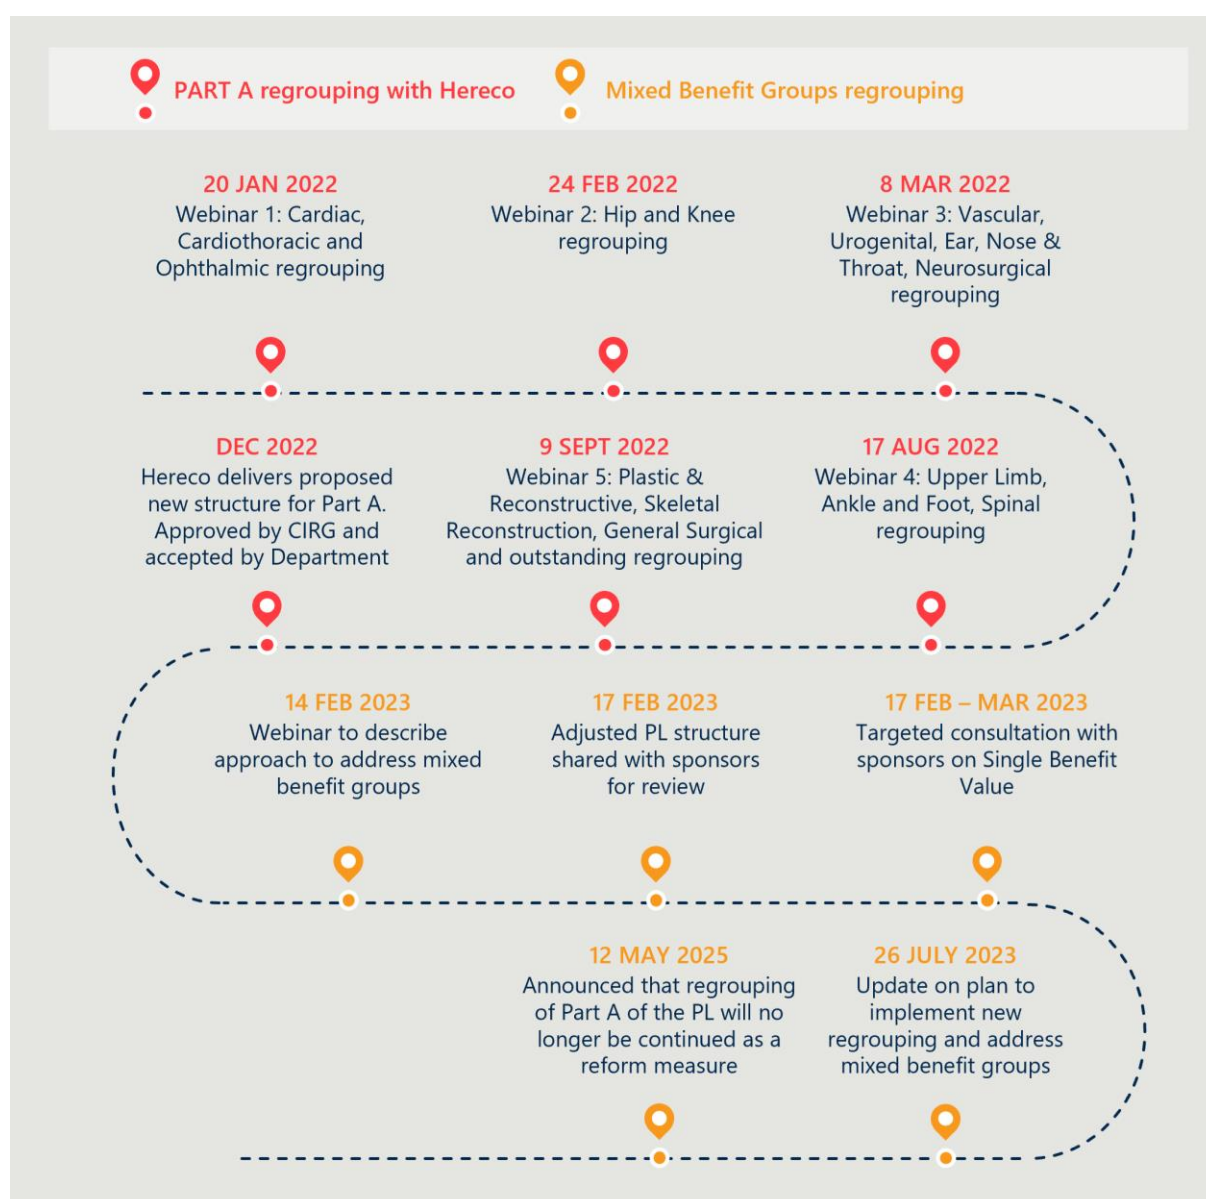 PART A regrouping with Hereco
Mixed Benefit Groups regrouping
20 JAN 2022
Webinar 1: Cardiac,
Cardiothoracic and
Ophthalmic regrouping
24 FEB 2022
Webinar 2: Hip and Knee
regrouping
8 MAR 2022
Webinar 3: Vascular,
Urogenital, Ear, Nose &
Throat, Neurosurgical
regrouping
17 AUG 2022
Webinar 4: Upper Limb,
Ankle and Foot, Spinal
regrouping
9 SEPT 2022
Webinar 5: Plastic &
Reconstructive, Skeletal
Reconstruction, General Surgical
and outstanding regrouping
DEC 2022
Hereco delivers proposed
new structure for Part A.
Approved by CIRG and
accepted by Department
14 FEB 2023
Webinar to describe
approach to address mixed
benefit groups
17 FEB 2023
Adjusted PL structure
shared with sponsors
for review
17 FEB – MAR 2023
Targeted consultation with
sponsors on Single Benefit
Value
26 JULY 2023
Update on plan to
implement new
regrouping and address
mixed benefit groups
12 MAY 2025
Announced that regrouping
of Part A of the PL will no
longer be continued as a
reform measure